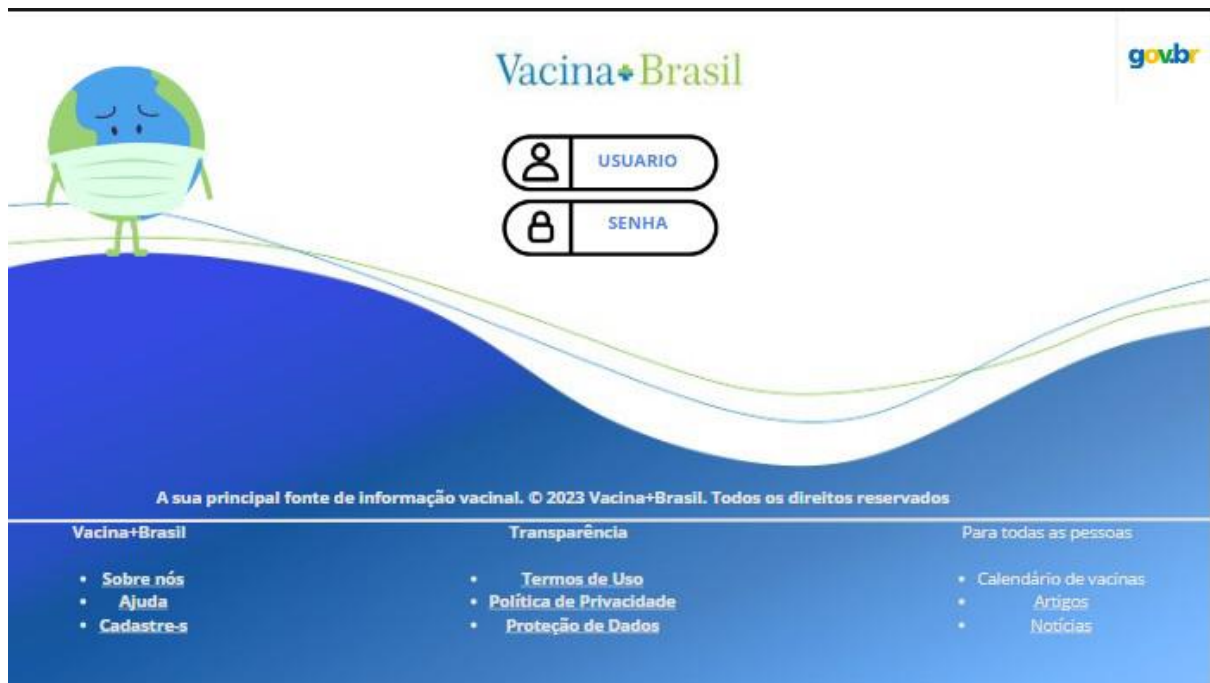 Vacina+Brasil
gov.br
USUARIO
SENHA
A sua principal fonte de informação vacinal. © 2023 Vacina+Brasil. Todos os direitos reservados
Vacina+Brasil
• Sobre nós
• Ajuda
• Cadastre-s
Transparência
• Termos de Uso
• Política de Privacidade
• Proteção de Dados
Para todas as pessoas
• Calendário de vacinas
• Artigos
• Notícias